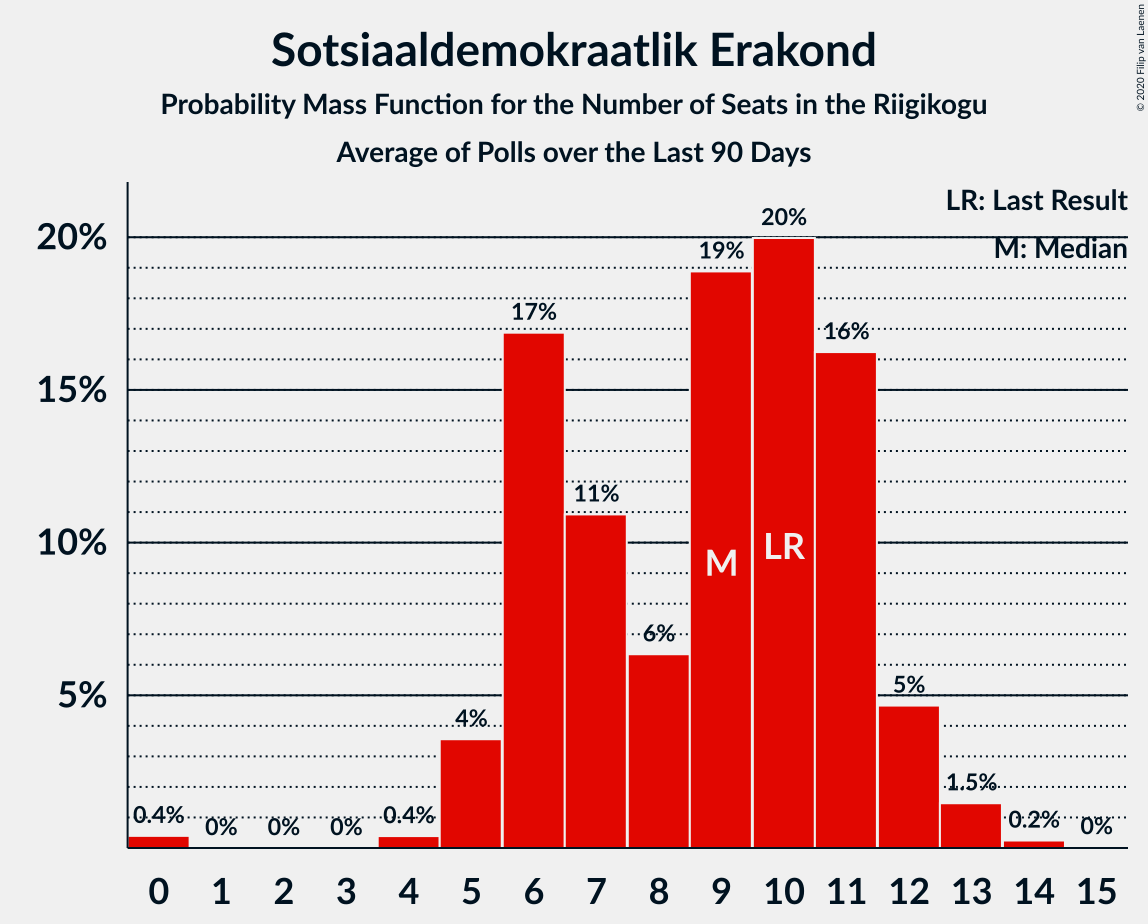 Sotsiaaldemokraatlik Erakond
Probability Mass Function for the Number of Seats in the Riigikogu
Average of Polls over the Last 90 Days
© 2020 Filip van Laenen
LR: Last Result
M: Median
20%
15%
10%
5%
0.4%
0%
0%
0%
0.4%
4%
17%
11%
6%
19%
20%
16%
5%
1.5%
0.2%
0%
M
LR
0 1 2 3 4 5 6 7 8 9 10 11 12 13 14 15